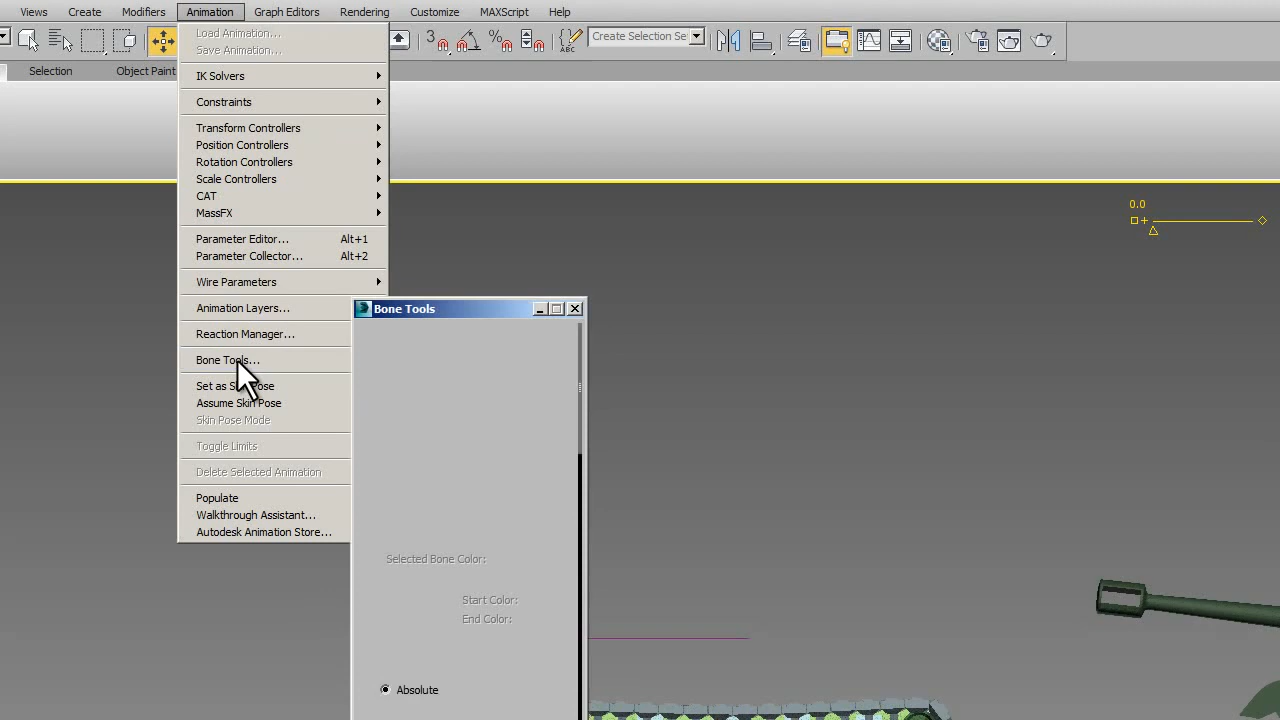 Views Create Modifiers Animation Graph Editors Rendering Customize MAXScript Help
Create Selection Se
Selection Object Paint
Load Animation...
Save Animation...
IK Solvers
Constraints
Transform Controllers
Position Controllers
Rotation Controllers
Scale Controllers
CAT
MassFX
0.0
Parameter Editor... Alt+1
Parameter Collector... Alt+2
Wire Parameters
Animation Layers...
Bone Tools
Reaction Manager...
Bone Tools...
Set as Skin Pose
Assume Skin Pose
Skin Pose Mode
Toggle Limits
Delete Selected Animation
Populate
Walkthrough Assistant...
Autodesk Animation Store...
Selected Bone Color:
Start Color:
End Color:
Absolute